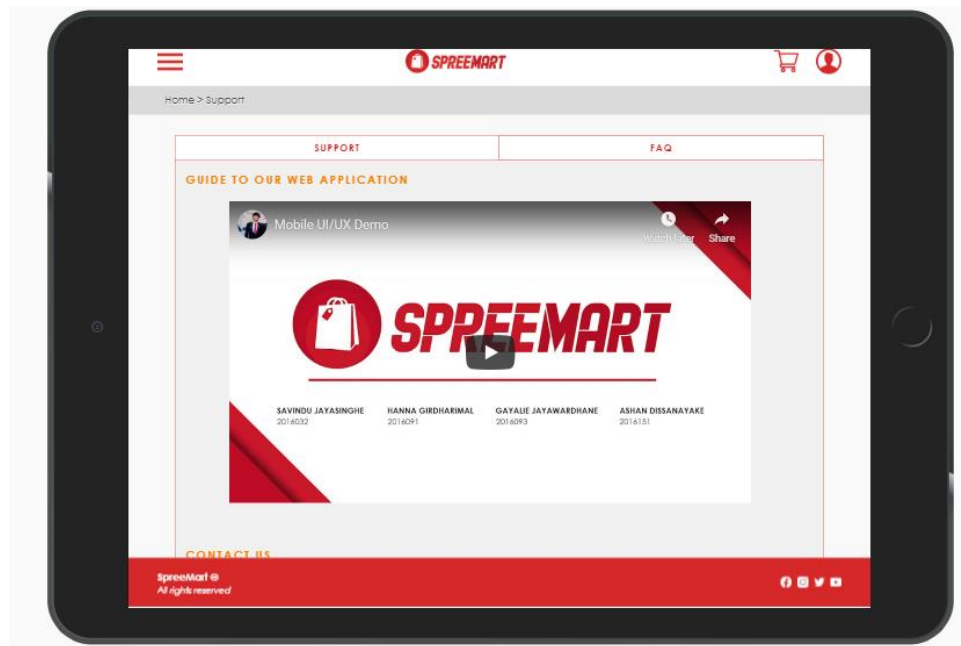 SPREEMART
Home > Support
SUPPORT FAQ
GUIDE TO OUR WEB APPLICATION
Mobile UI/UX Demo
Watch later Share
SPREEMART
SAVINDU JAYASINGHE HANNA GIRDHARIMAL GAYALIE JAYAWARDHANE ASHAN DISSANAYAKE
2016032 2016091 2016093 2016151
CONTACT US
SpreeMart ®
All rights reserved